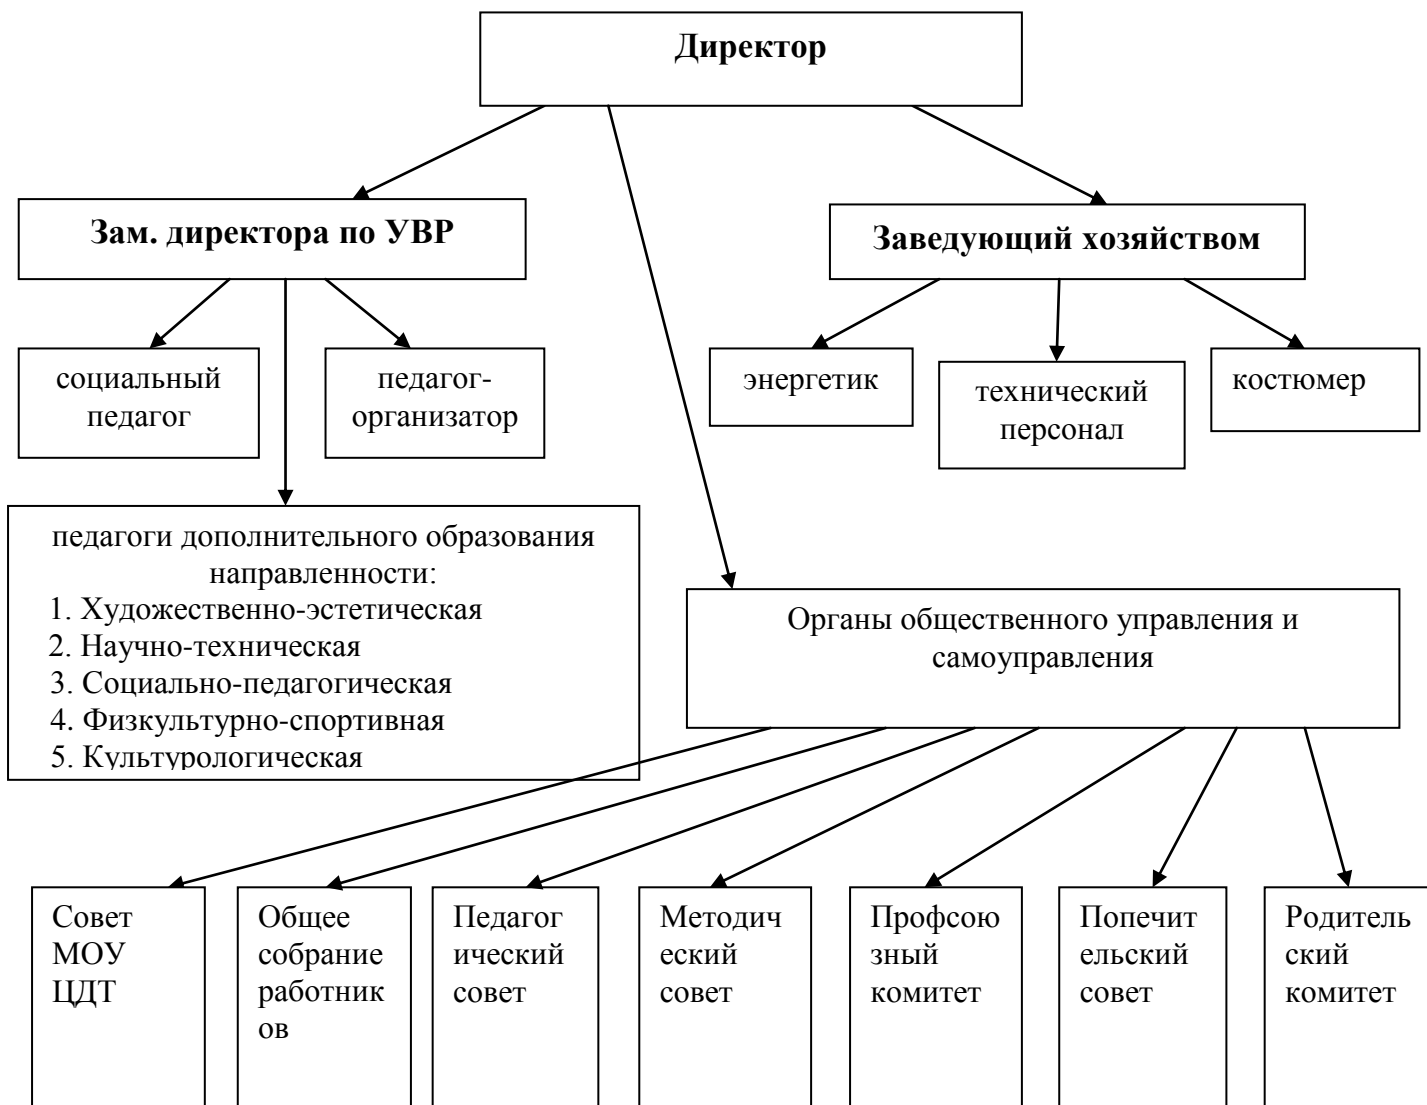 Директор
Зам. директора по УВР
Заведующий хозяйством
социальный
педагог
педагог-
организатор
энергетик
технический
персонал
костюмер
педагоги дополнительного образования
направленности:
1. Художественно-эстетическая
2. Научно-техническая
3. Социально-педагогическая
4. Физкультурно-спортивная
5. Культурологическая
Органы общественного управления и
самоуправления
Совет
МОУ
ЦДТ
Общее
собрание
работник
ов
Педагог
ический
совет
Методич
еский
совет
Профсою
зный
комитет
Попечит
ельский
совет
Родитель
ский
комитет